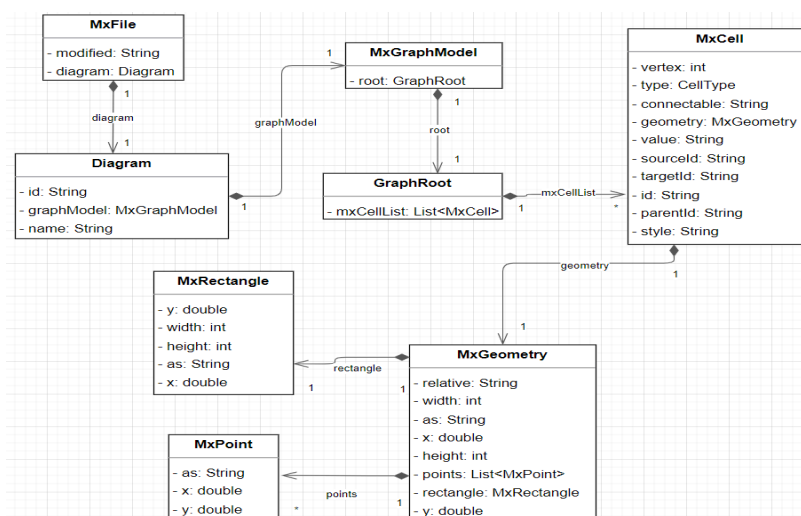 MxFile
- modified: String
- diagram: Diagram
1
diagram
1
Diagram
- id: String
- graphModel: MxGraphModel
- name: String
1
graphModel
1
MxGraphModel
- root: GraphRoot
1
root
1
GraphRoot
- mxCellList: List<MxCell>
1
mxCellList
*
MxCell
- vertex: int
- type: CellType
- connectable: String
- geometry: MxGeometry
- value: String
- sourceId: String
- targetId: String
- id: String
- parentId: String
- style: String
1
geometry
1
MxRectangle
- y: double
- width: int
- height: int
- as: String
- x: double
1
rectangle
1
MxGeometry
- relative: String
- width: int
- as: String
- x: double
- height: int
- points: List<MxPoint>
- rectangle: MxRectangle
- y: double
1
points
*
MxPoint
- as: String
- x: double
- y: double